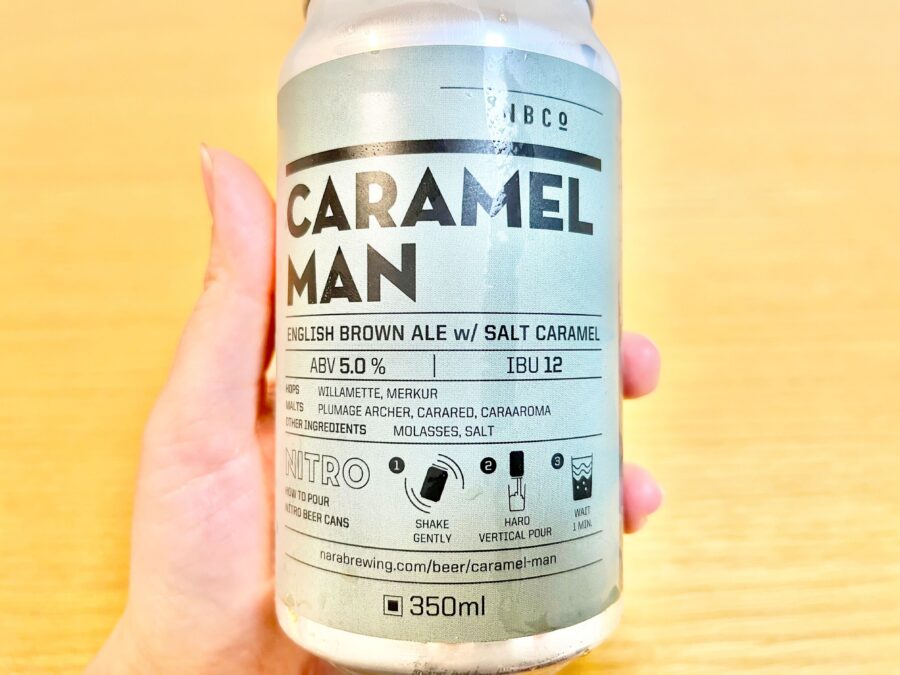 NBCo
CARAMEL
MAN
ENGLISH BROWN ALE w/ SALT CARAMEL
ABV 5.0 % | IBU 12
HOPS WILLAMETTE, MERKUR
MALTS PLUMAGE ARCHER, CARARED, CARAAROMA
OTHER INGREDIENTS MOLASSES, SALT
NITRO
HOW TO POUR
NITRO BEER CANS
1
SHAKE
GENTLY
2
HARD
VERTICAL POUR
3
WAIT
1 MIN.
narabrewing.com/beer/caramel-man
350ml